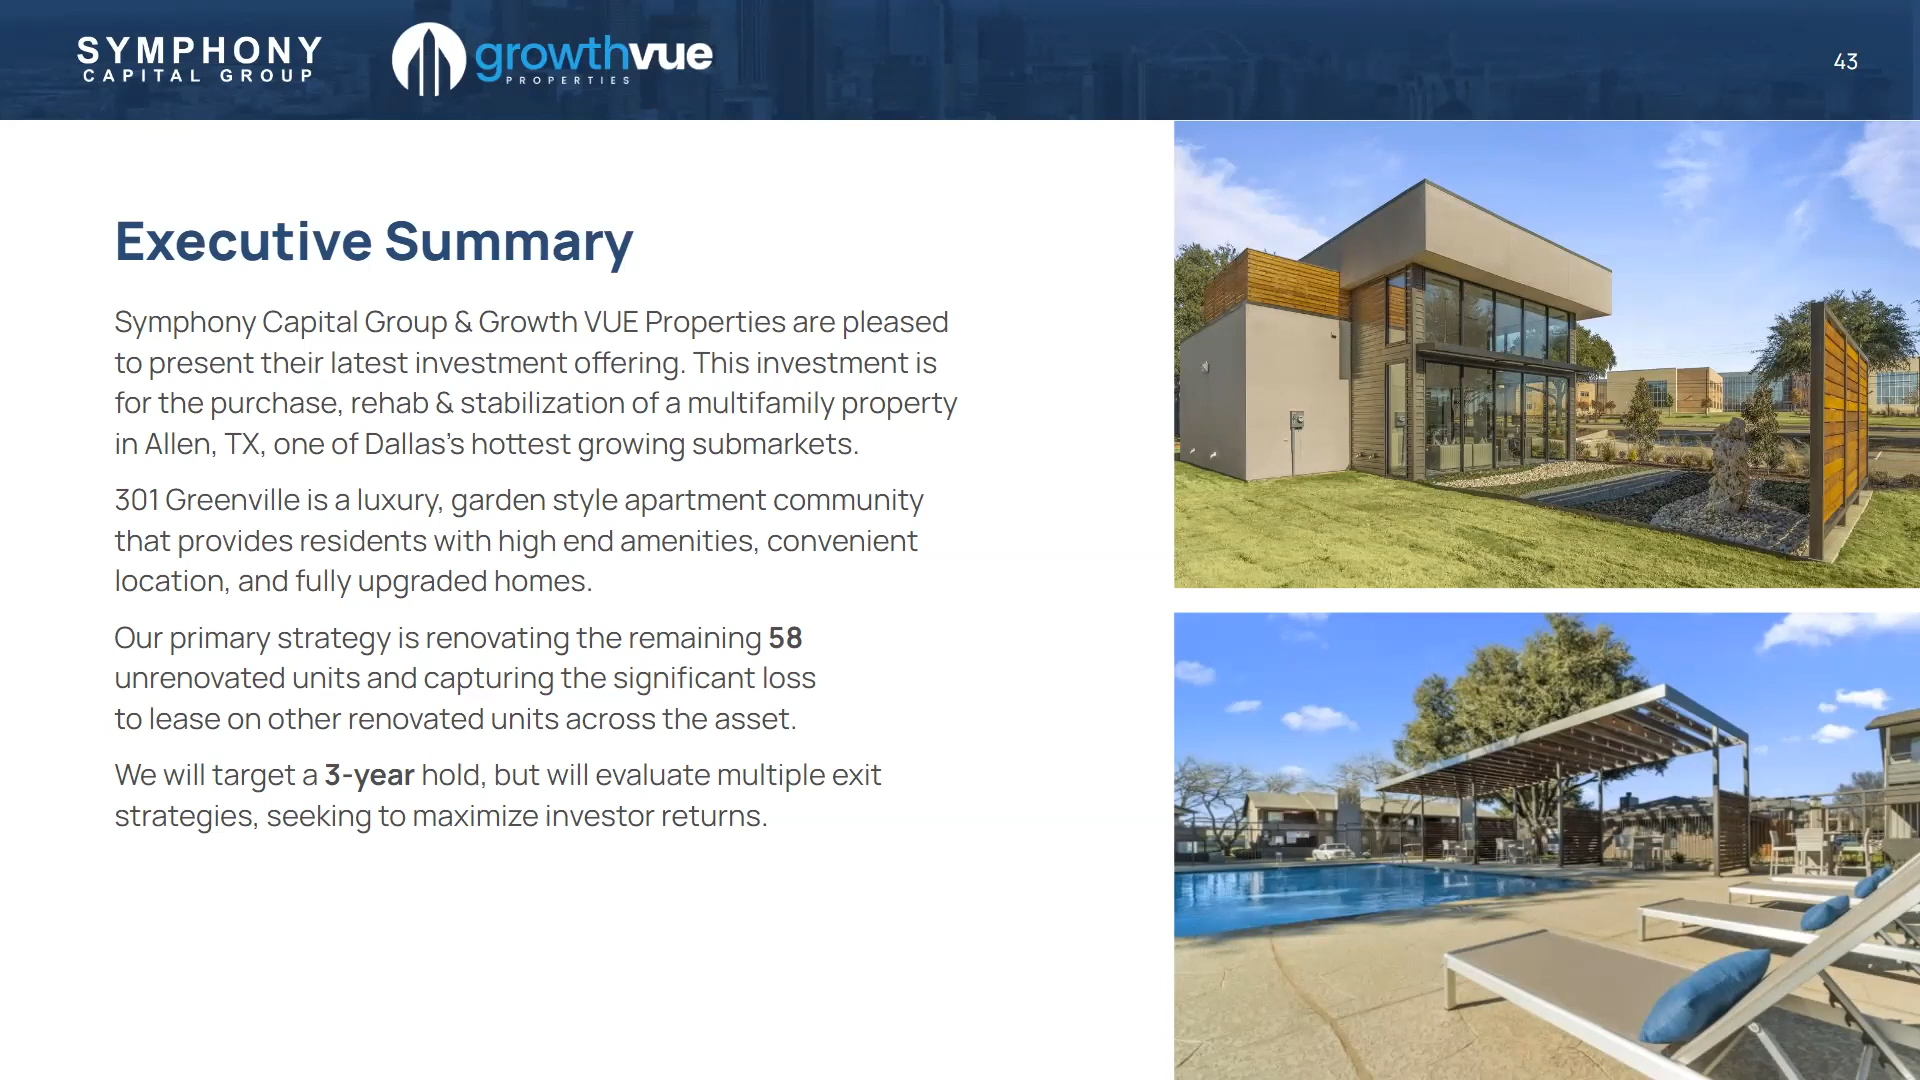 SYMPHONY
CAPITAL GROUP
growthvue
PROPERTIES
43
Executive Summary
Symphony Capital Group & Growth VUE Properties are pleased
to present their latest investment offering. This investment is
for the purchase, rehab & stabilization of a multifamily property
in Allen, TX, one of Dallas's hottest growing submarkets.
301 Greenville is a luxury, garden style apartment community
that provides residents with high end amenities, convenient
location, and fully upgraded homes.
Our primary strategy is renovating the remaining 58
unrenovated units and capturing the significant loss
to lease on other renovated units across the asset.
We will target a 3-year hold, but will evaluate multiple exit
strategies, seeking to maximize investor returns.